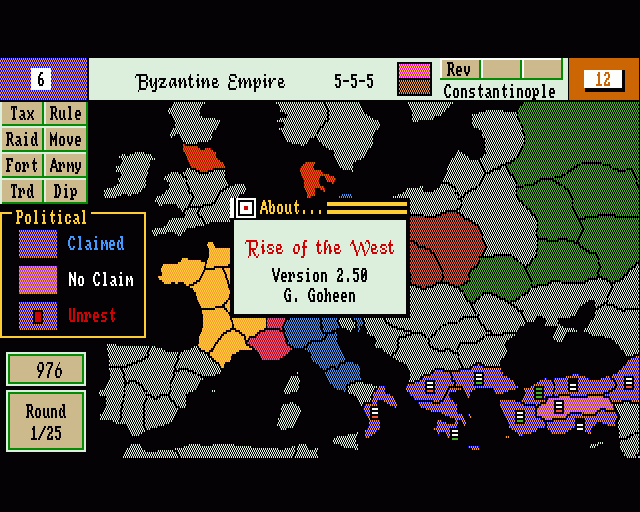 6
Byzantine Empire 5-5-5
Rev
Constantinople
12
Tax Rule
Raid Move
Fort Army
Trd Dip
Political
Claimed
No Claim
Unrest
About...
Rise of the West
Version 2.50
G. Goheen
976
Round
1/25